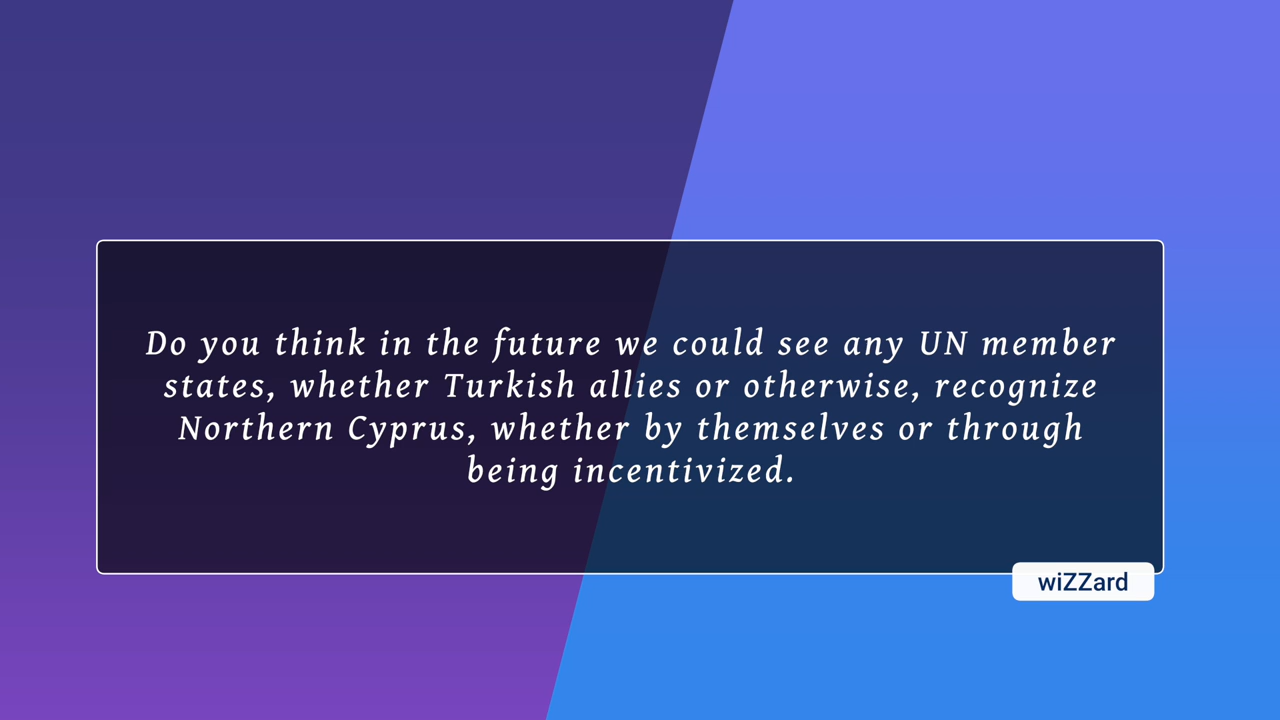 Do you think in the future we could see any UN member
states, whether Turkish allies or otherwise, recognize
Northern Cyprus, whether by themselves or through
being incentivized.
wiZZard